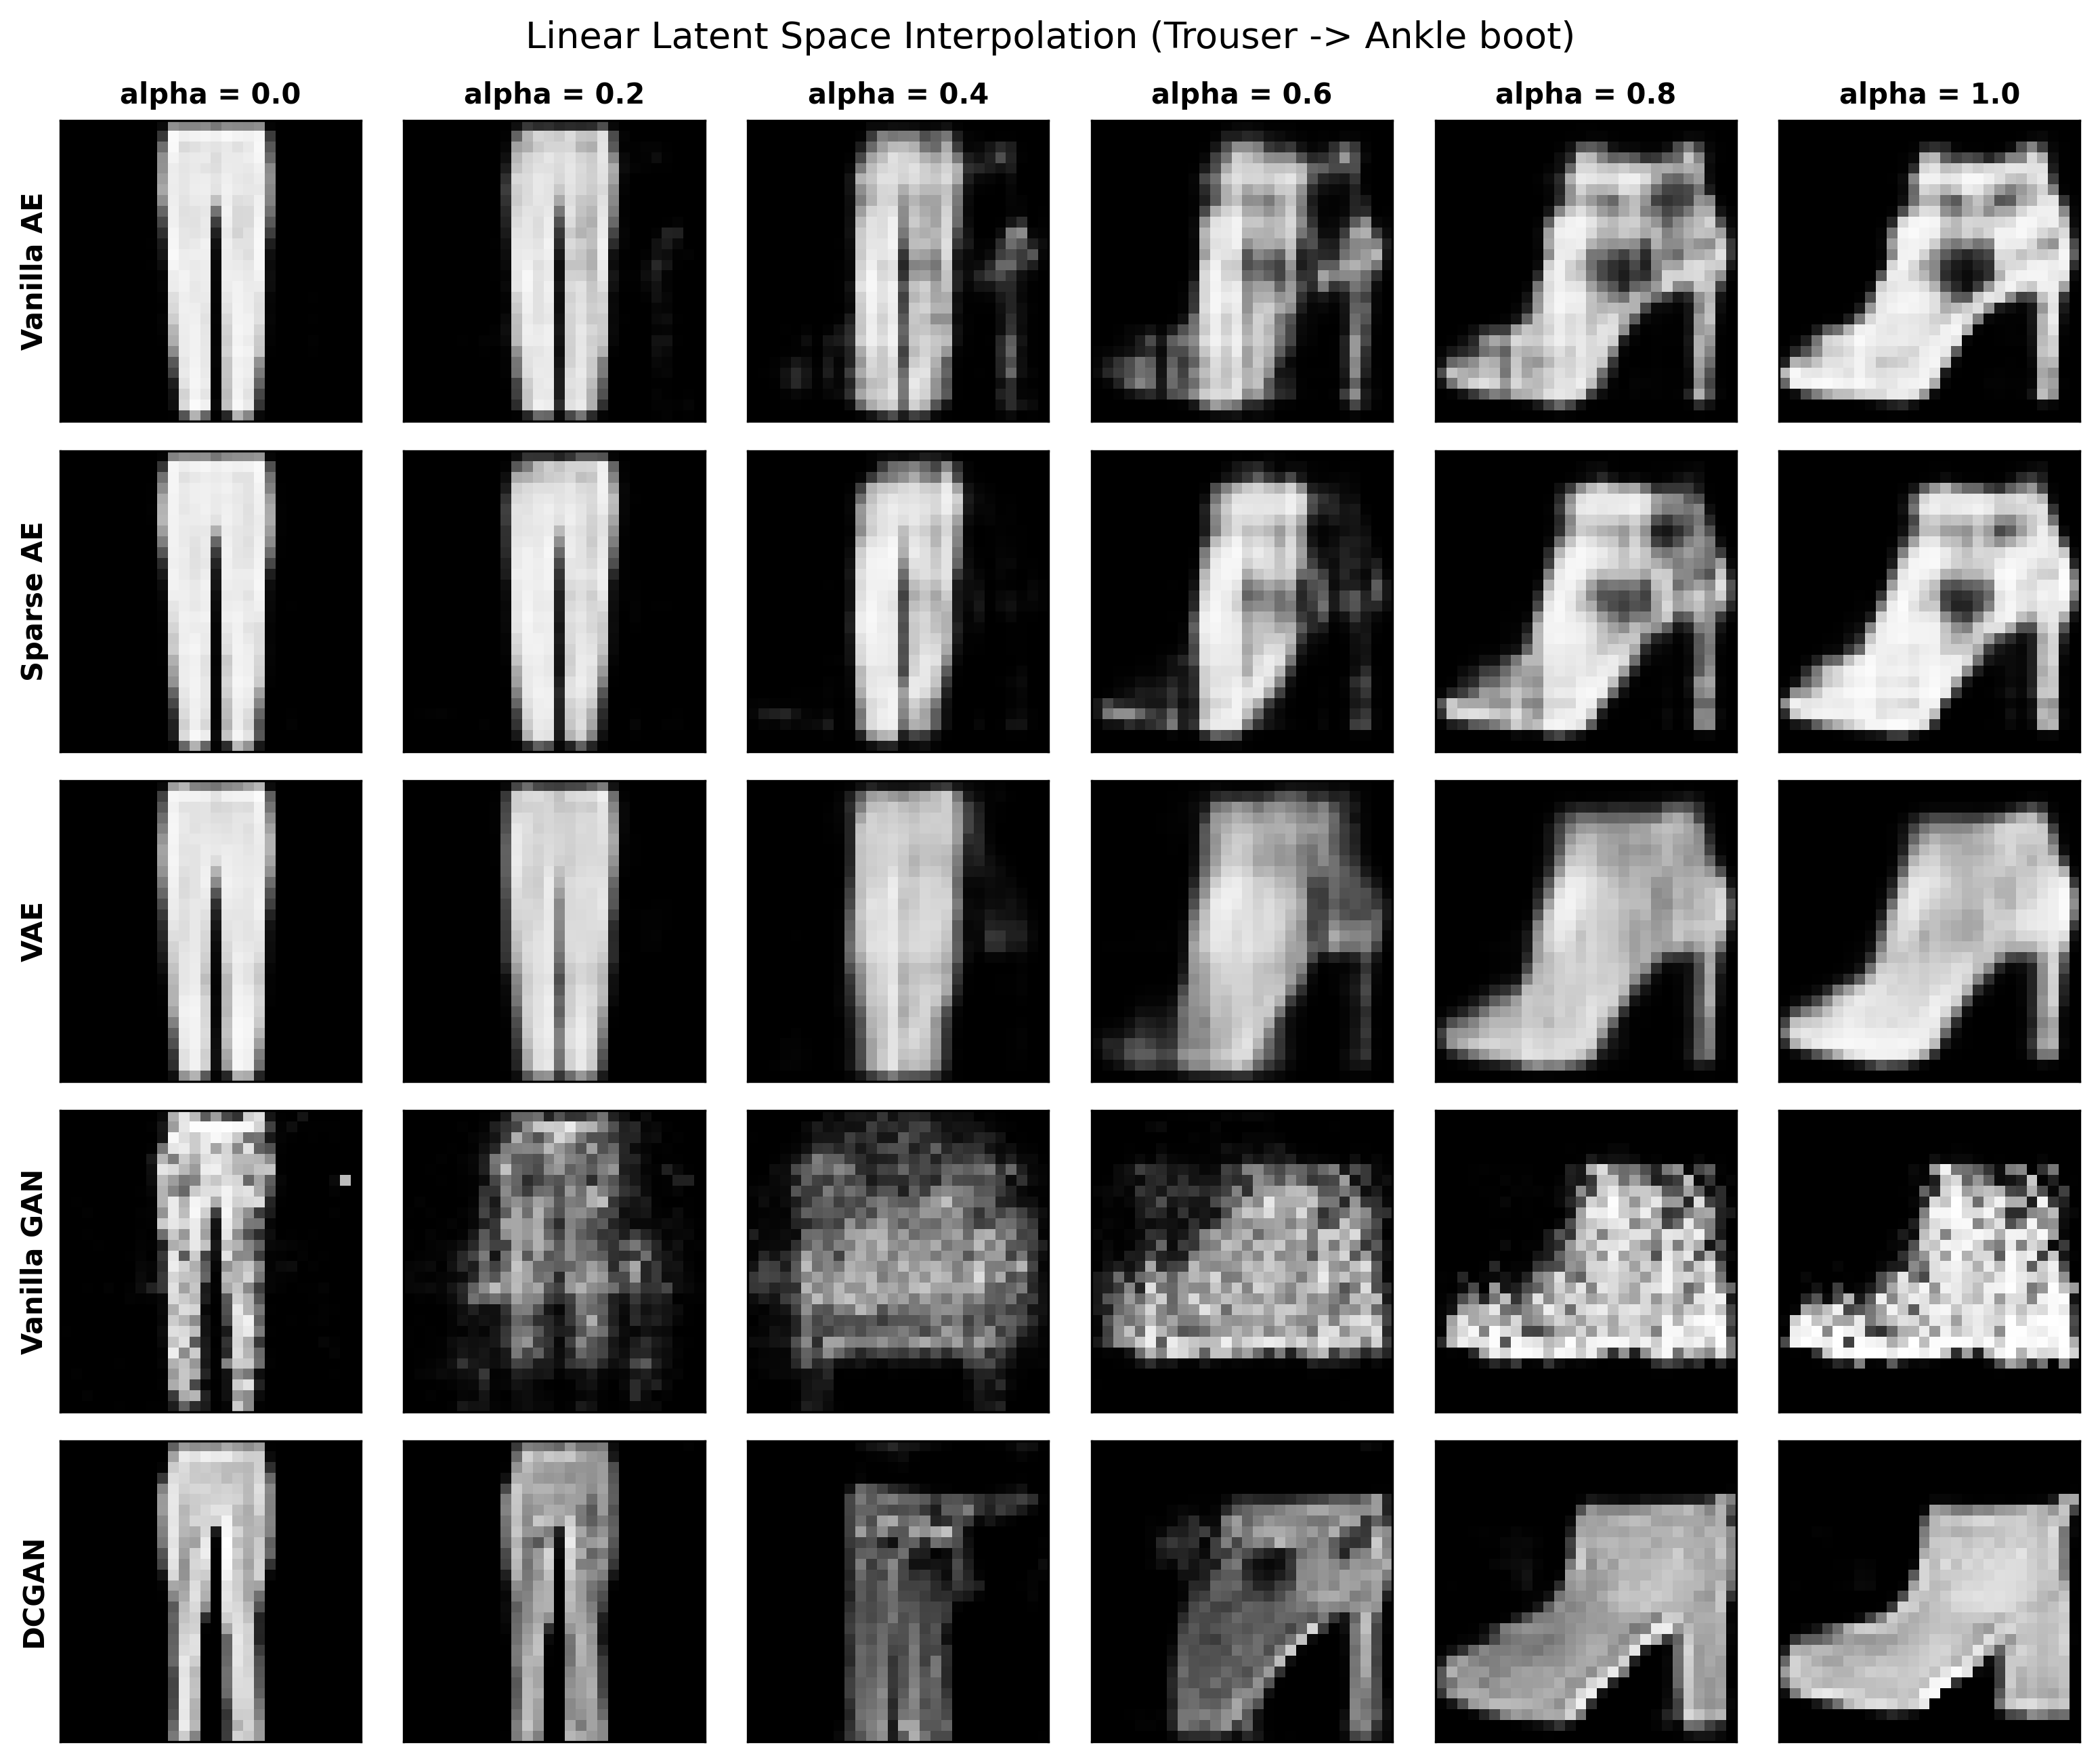 Linear Latent Space Interpolation (Trouser -> Ankle boot)
alpha = 0.0 alpha = 0.2 alpha = 0.4 alpha = 0.6 alpha = 0.8 alpha = 1.0
Vanilla AE
Sparse AE
VAE
Vanilla GAN
DCGAN